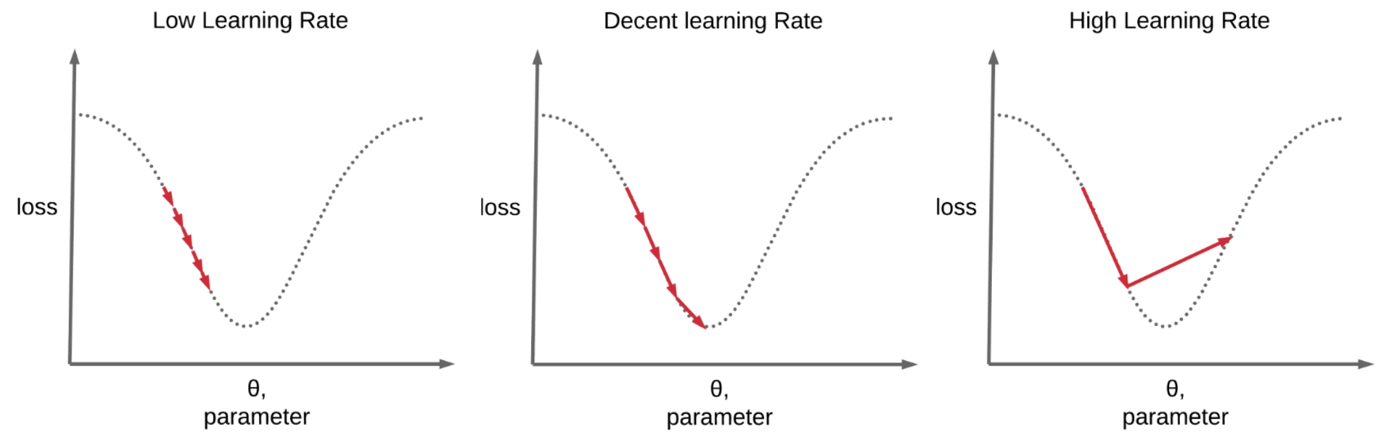 Low Learning Rate
loss
θ,
parameter
Decent learning Rate
loss
θ,
parameter
High Learning Rate
loss
θ,
parameter